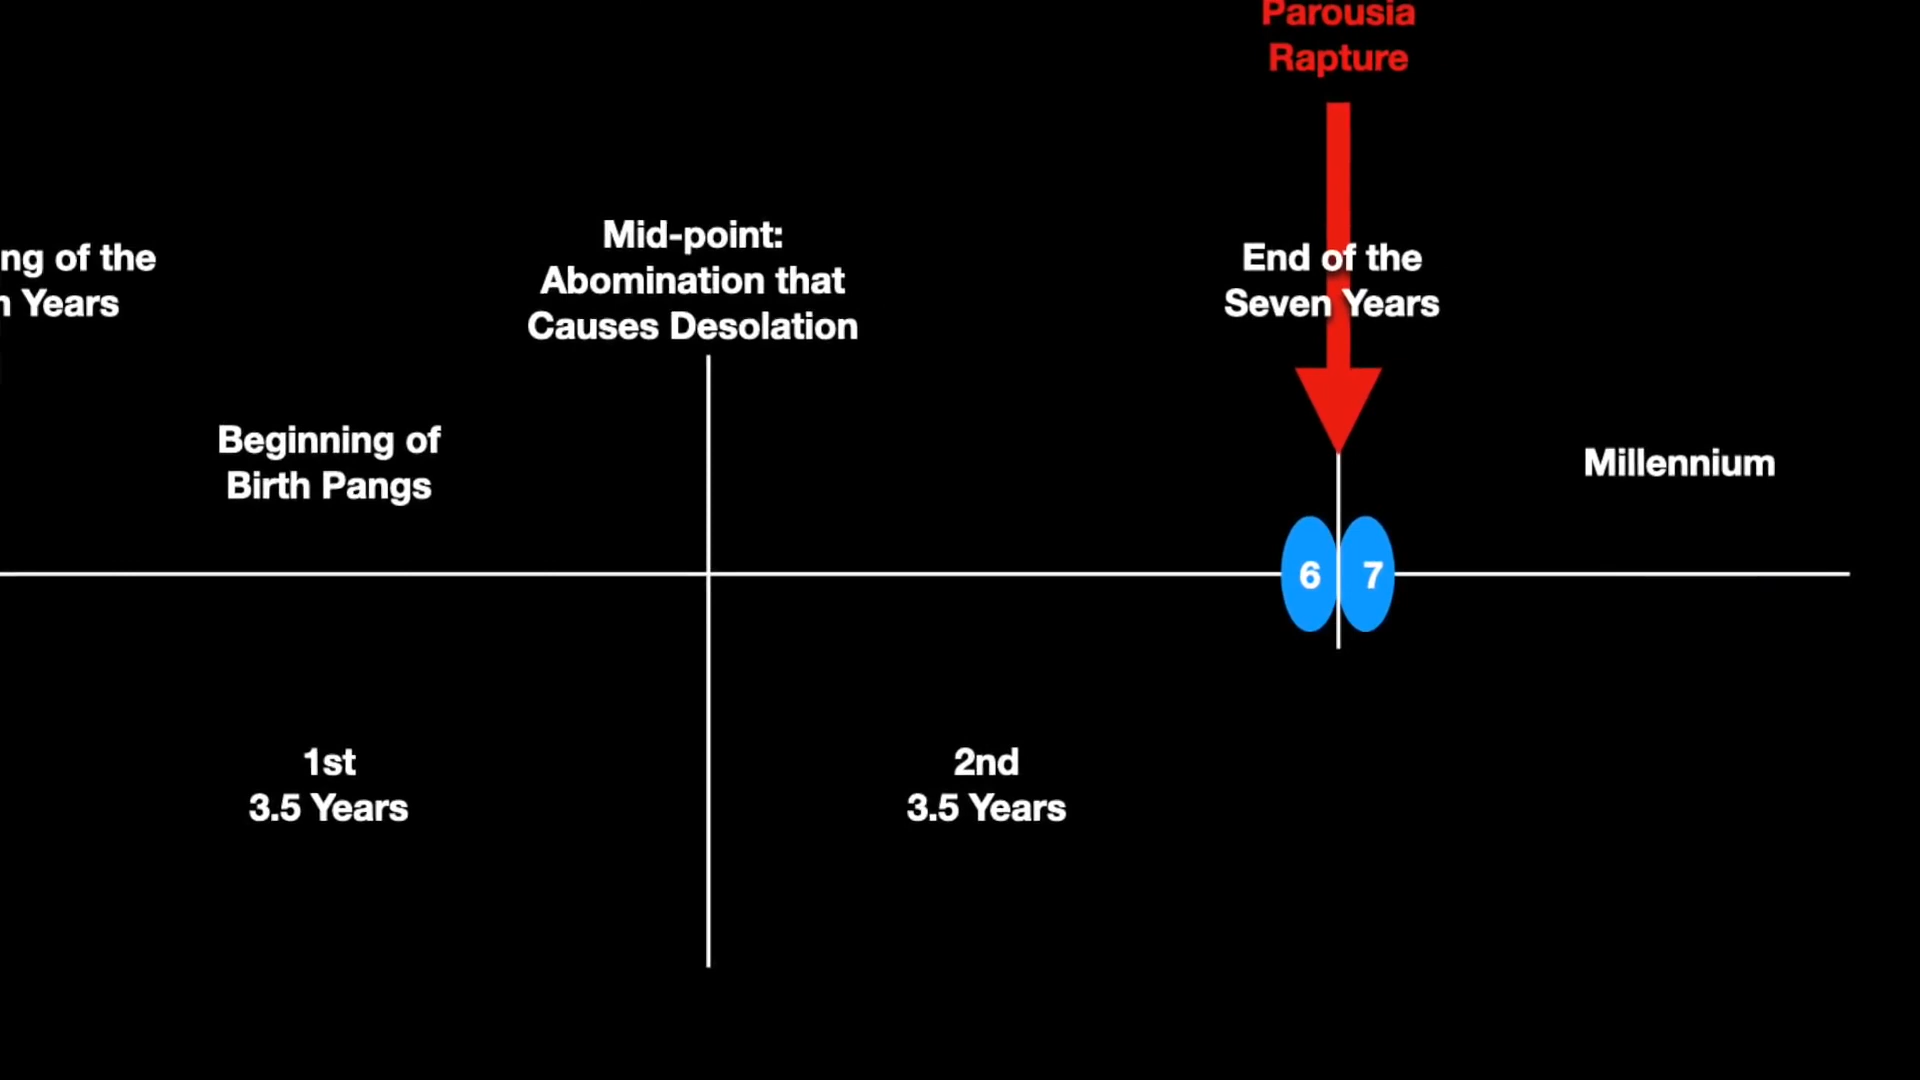 Parousia
Rapture
ng of the
Years
Mid-point:
Abomination that
Causes Desolation
End of the
Seven Years
Beginning of
Birth Pangs
Millennium
6 7
1st
3.5 Years
2nd
3.5 Years